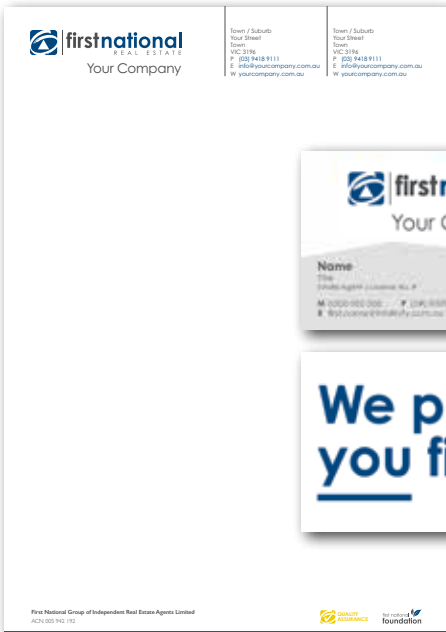 firstnational
REAL ESTATE
Your Company
Town / Suburb
Your Street
Town
VIC 3196
P (03) 9418 9111
E info@yourcompany.com.au
W yourcompany.com.au
Town / Suburb
Your Street
Town
VIC 3196
P (03) 9418 9111
E info@yourcompany.com.au
W yourcompany.com.au
firstn
Your C
Name
Title
M
P
E
We p
you fi
First National Group of Independent Real Estate Agents Limited
ACN 005 942 192
QUALITY
ASSURANCE
first national
foundation